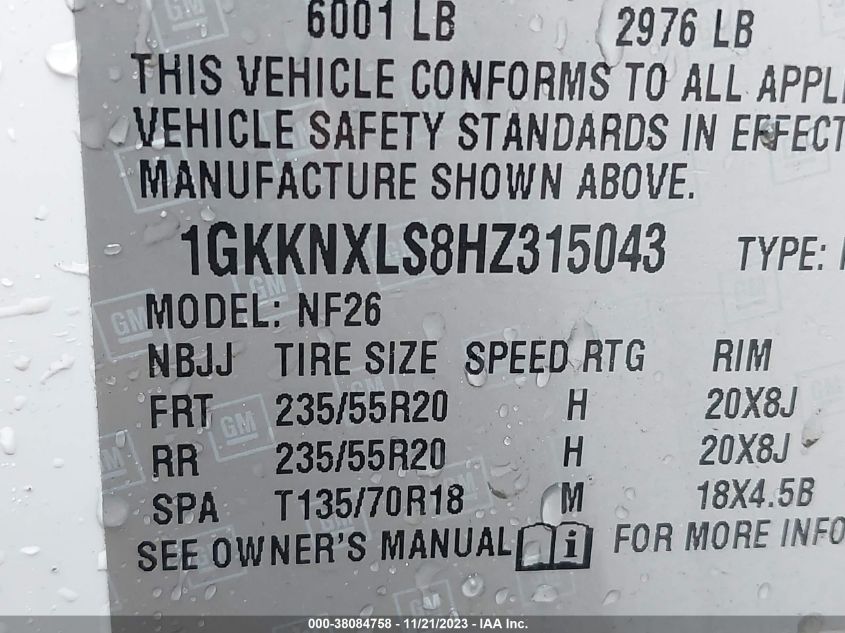 6001 LB 2976 LB
THIS VEHICLE CONFORMS TO ALL
VEHICLE SAFETY STANDARDS IN EFFECT
MANUFACTURE SHOWN ABOVE.
1GKKNXLS8HZ315043 TYPE:
MODEL: NF26
NBJJ TIRE SIZE SPEED RTG RIM
FRT 235/55R20 H 20X8J
RR 235/55R20 H 20X8J
SPA T135/70R18 M 18X4.5B
SEE OWNER'S MANUAL i FOR MORE INFO
000-38084758 - 11/21/2023 - IAA Inc.